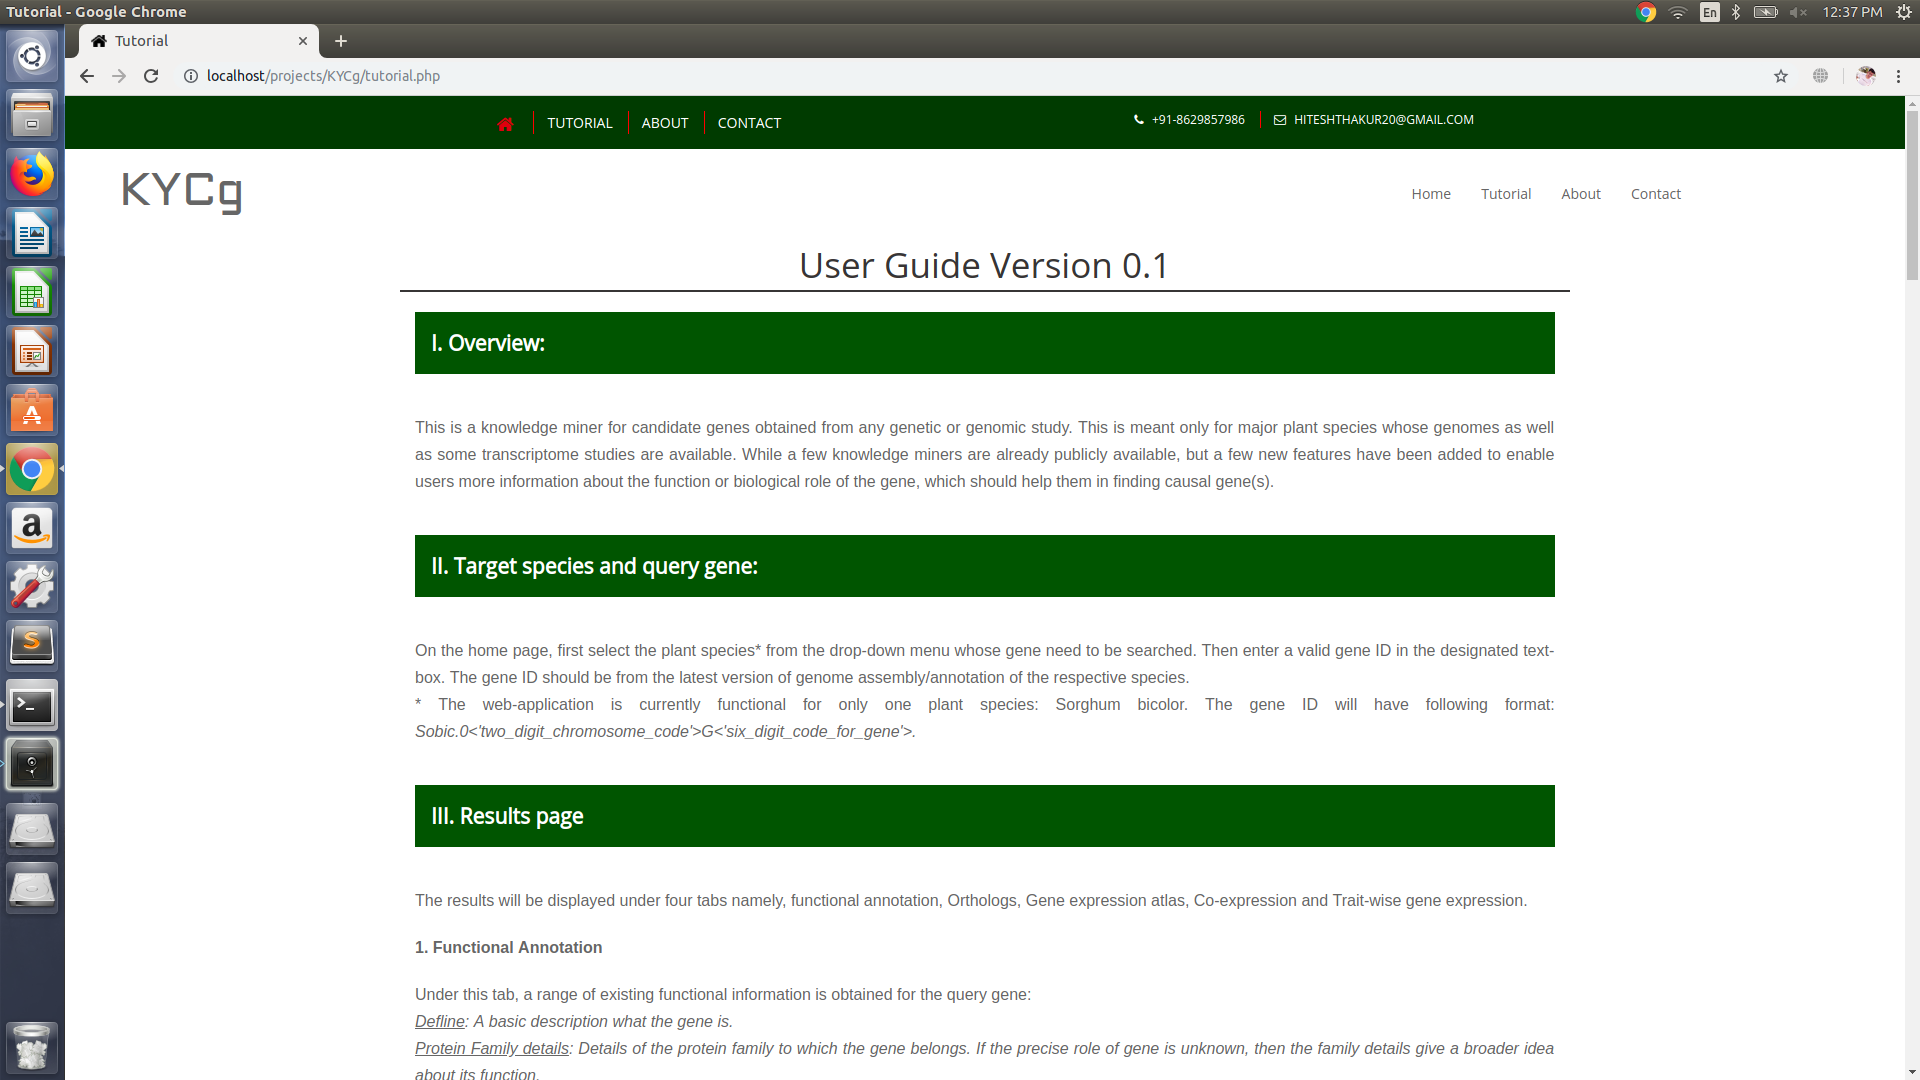 Tutorial - Google Chrome
En
12:37 PM
Tutorial
localhost/projects/KYCg/tutorial.php
TUTORIAL
ABOUT
CONTACT
+91-8629857986
HITESHTHAKUR20@GMAIL.COM
KYCg
Home
Tutorial
About
Contact
User Guide Version 0.1
I. Overview:
This is a knowledge miner for candidate genes obtained from any genetic or genomic study. This is meant only for major plant species whose genomes as well
as some transcriptome studies are available. While a few knowledge miners are already publicly available, but a few new features have been added to enable
users more information about the function or biological role of the gene, which should help them in finding causal gene(s).
II. Target species and query gene:
On the home page, first select the plant species* from the drop-down menu whose gene need to be searched. Then enter a valid gene ID in the designated text-
box. The gene ID should be from the latest version of genome assembly/annotation of the respective species.
* The web-application is currently functional for only one plant species: Sorghum bicolor. The gene ID will have following format:
Sobic.0<'two_digit_chromosome_code'>G<'six_digit_code_for_gene'>.
III. Results page
The results will be displayed under four tabs namely, functional annotation, Orthologs, Gene expression atlas, Co-expression and Trait-wise gene expression.
1. Functional Annotation
Under this tab, a range of existing functional information is obtained for the query gene:
Defline: A basic description what the gene is.
Protein Family details: Details of the protein family to which the gene belongs. If the precise role of gene is unknown, then the family details give a broader idea
about its function.